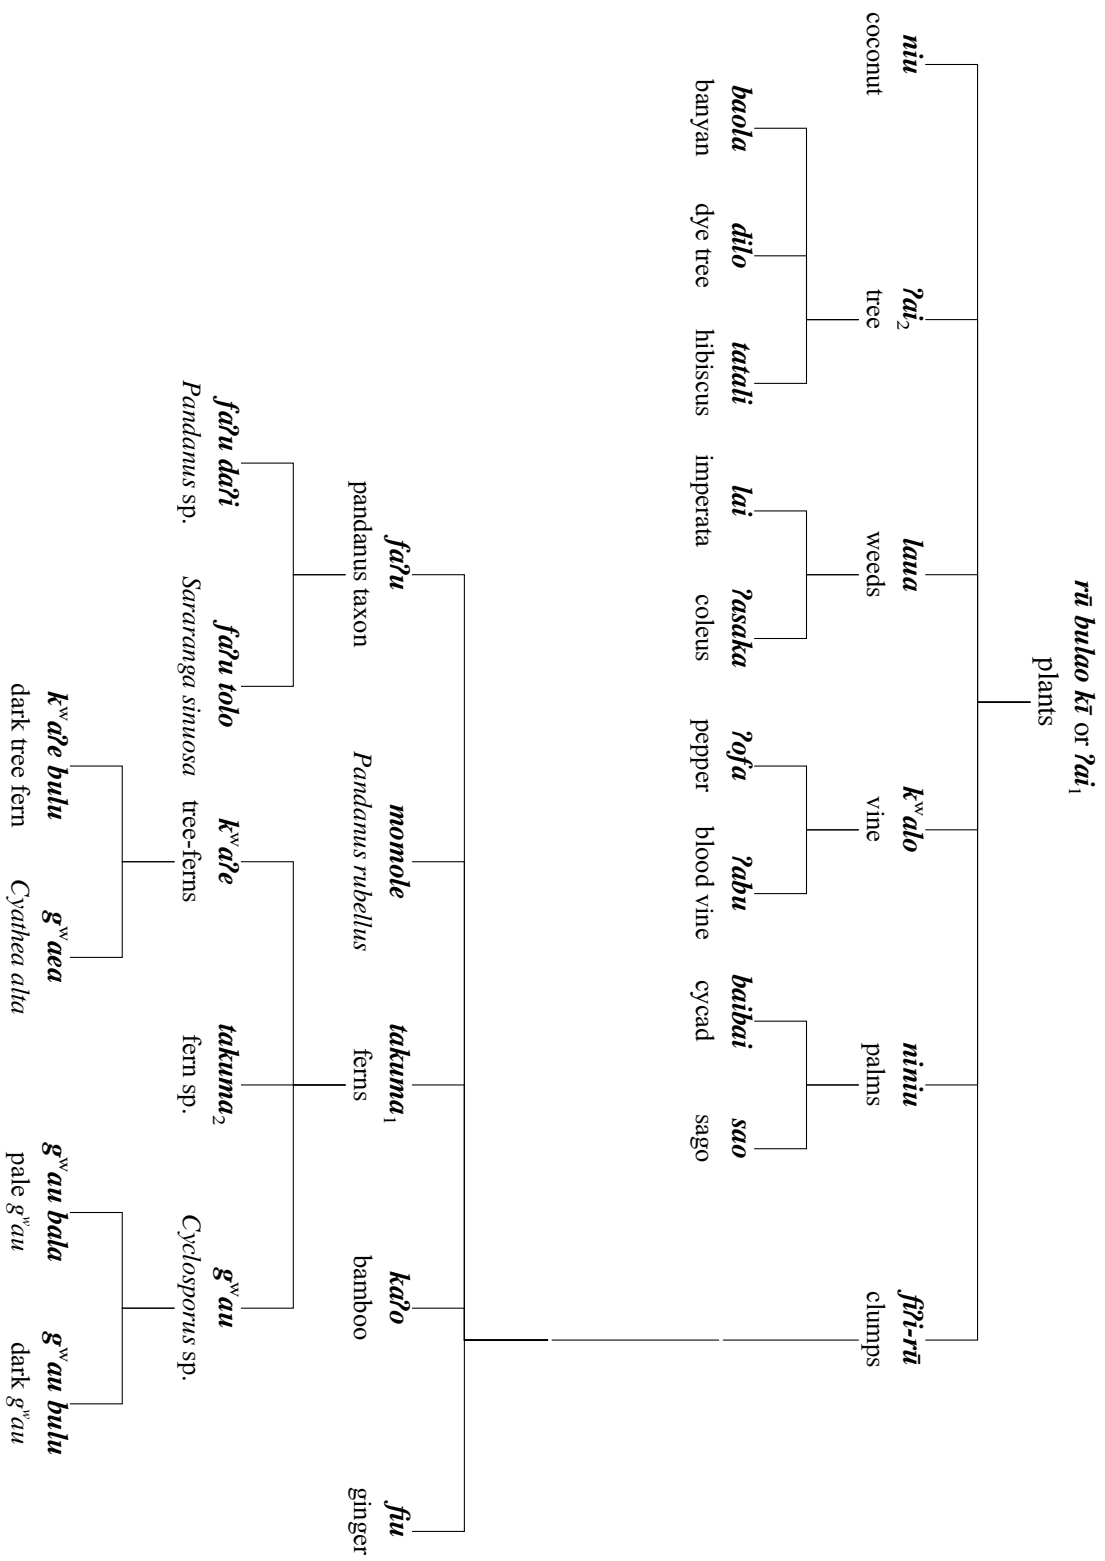 rū bulao kī or ʔai₁
plants
niu
coconut
ʔai₂
tree
laua
weeds
kʷalo
vine
niniu
palms
fiʔi-rū
clumps
baola
banyan
dilo
dye tree
tatali
hibiscus
lai
imperata
ʔasaka
coleus
ʔofa
pepper
ʔabu
blood vine
baibai
cycad
sao
sago
faʔu
pandanus taxon
momole
Pandanus rubellus
takuma₁
ferns
kaʔo
bamboo
fiu
ginger
faʔu daʔi
Pandanus sp.
faʔu tolo
Sararanga sinuosa
kʷaʔe
tree-ferns
takuma₂
fern sp.
gʷau
Cyclosporus sp.
kʷaʔe bulu
dark tree fern
gʷaea
Cyathea alta
gʷau bala
pale gʷau
gʷau bulu
dark gʷau